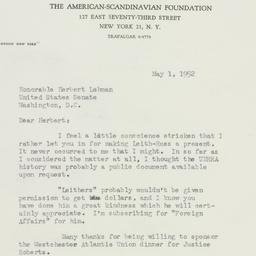 THE AMERICAN-SCANDINAVIAN FOUNDATION
127 EAST SEVENTY-THIRD STREET
NEW YORK 21, N. Y.
TRAFALGAR
NEW YORK"
May 1, 1952
Honorable Herbert Lehman
United States Senate
Washington, D.C.
Dear Herbert:
I feel a little conscience stricken that I
rather let you in for making Leith-Ross a present.
It never occurred to me that I might. In so far as
I considered the matter at all, I thought the UNRRA
history was probably a public document available
upon request.
"Leithers" probably wouldn't be given
permission to get dollars, and I know you
have done him a great kindness which he will cert-
ainly appreciate. I'm subscribing for "Foreign
Affairs" for him.
Many thanks for being willing to sponsor
the Westchester Atlantic Union dinner for Justice
Roberts.